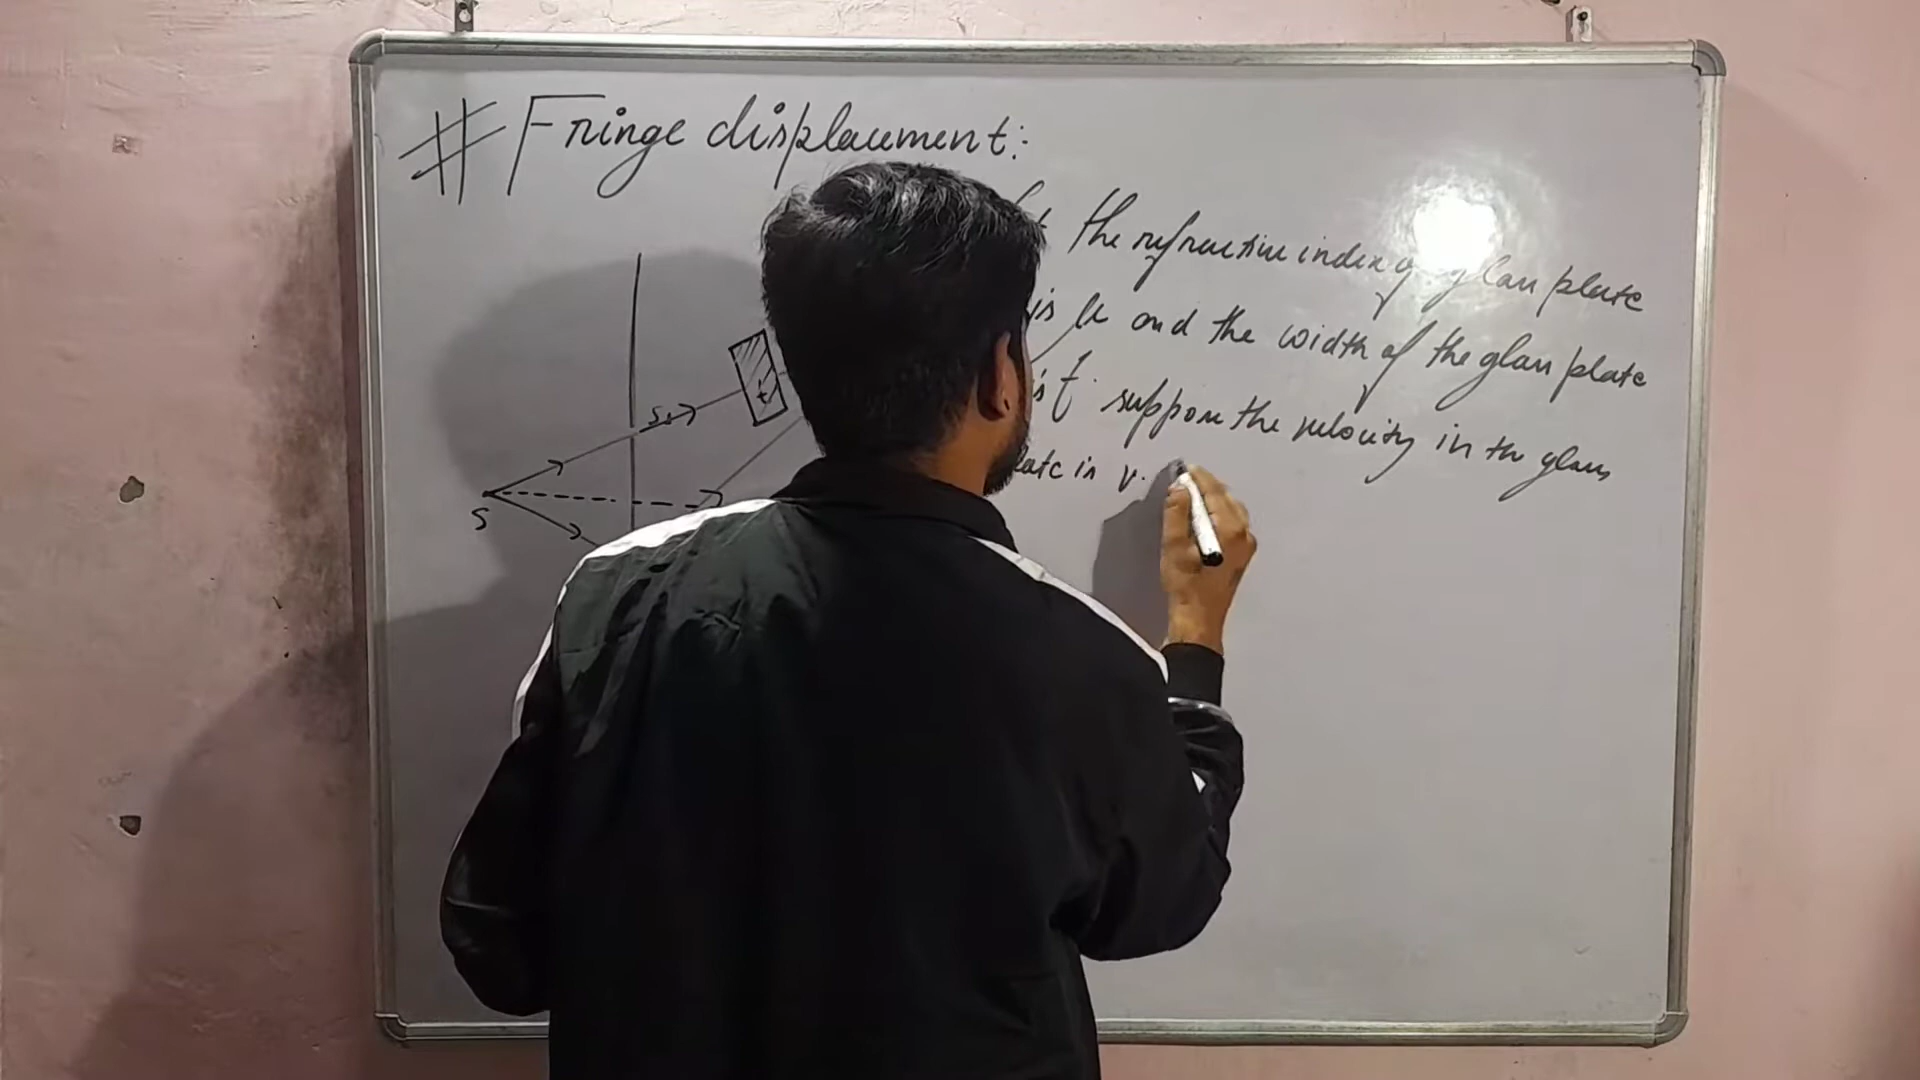 # Fringe displacement:-
the refractive index of glass plate
is μ and the width of the glass plate
is t. suppose the velocity in the glass
plate is v.
S₁
t
S